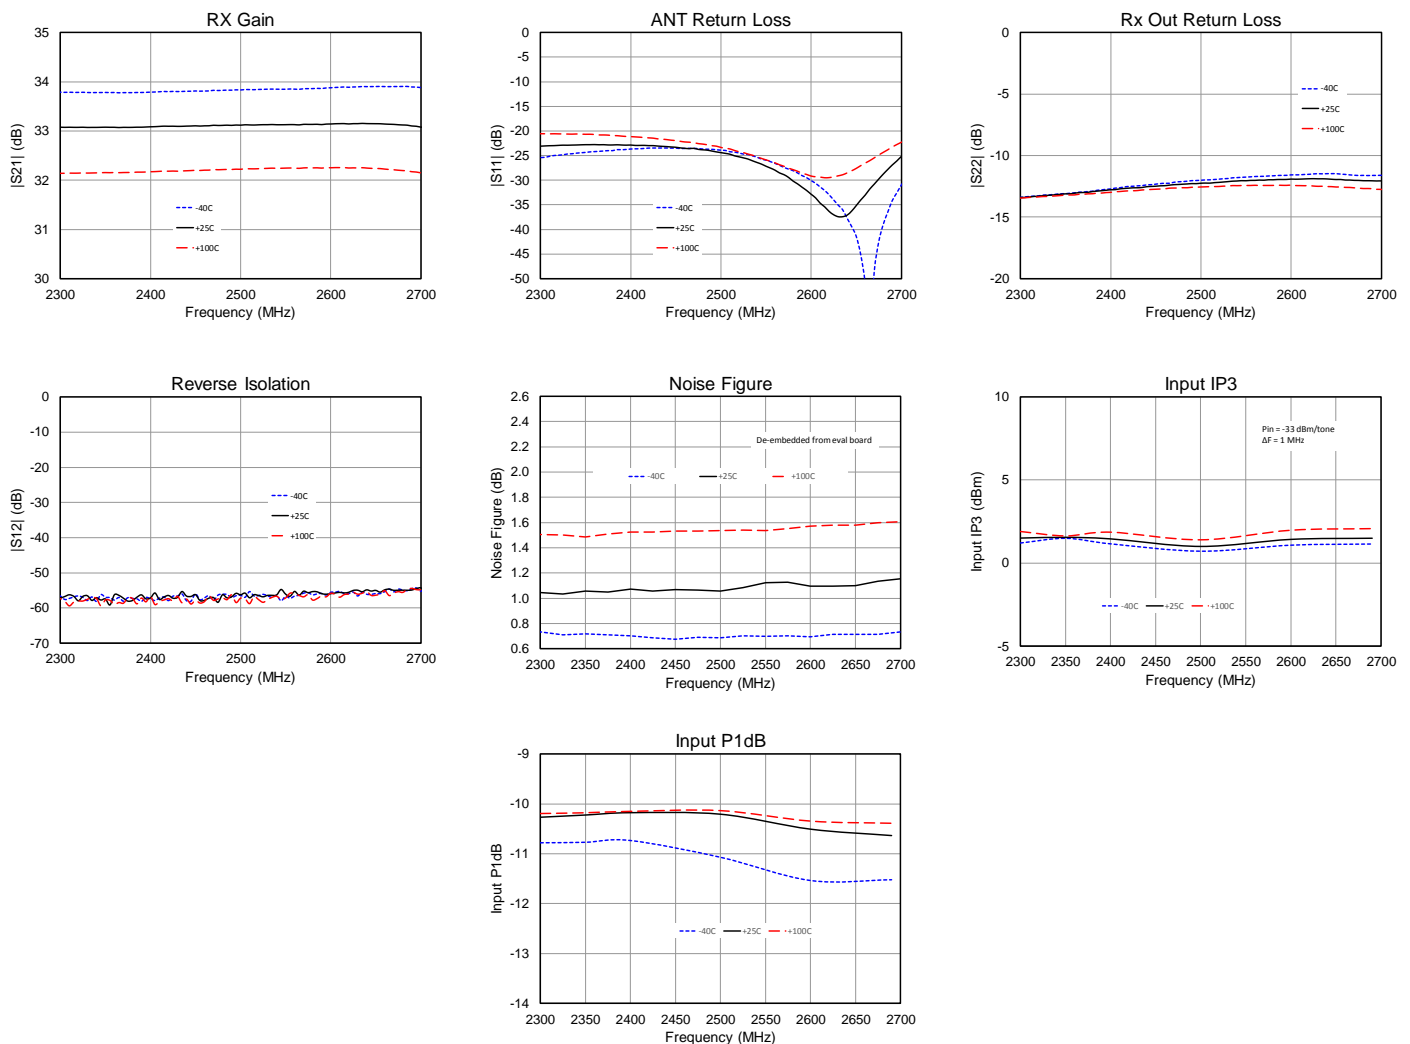 RX Gain
35
34
33
32
31
30
|S21| (dB)
-40C
+25C
+100C
2300 2400 2500 2600 2700
Frequency (MHz)
ANT Return Loss
0
-5
-10
-15
-20
-25
-30
-35
-40
-45
-50
|S11| (dB)
-40C
+25C
+100C
2300 2400 2500 2600 2700
Frequency (MHz)
Rx Out Return Loss
0
-5
-10
-15
-20
|S22| (dB)
-40C
+25C
+100C
2300 2400 2500 2600 2700
Frequency (MHz)
Reverse Isolation
0
-10
-20
-30
-40
-50
-60
-70
|S12| (dB)
-40C
+25C
+100C
2300 2400 2500 2600 2700
Frequency (MHz)
Noise Figure
2.6
2.4
2.2
2.0
1.8
1.6
1.4
1.2
1.0
0.8
0.6
Noise Figure (dB)
De-embedded from eval board
-40C +25C +100C
2300 2350 2400 2450 2500 2550 2600 2650 2700
Frequency (MHz)
Input IP3
10
5
0
-5
Input IP3 (dBm)
Pin = -33 dBm/tone
ΔF = 1 MHz
-40C +25C +100C
2300 2350 2400 2450 2500 2550 2600 2650 2700
Frequency (MHz)
Input P1dB
-9
-10
-11
-12
-13
-14
Input P1dB
-40C +25C +100C
2300 2350 2400 2450 2500 2550 2600 2650 2700
Frequency (MHz)